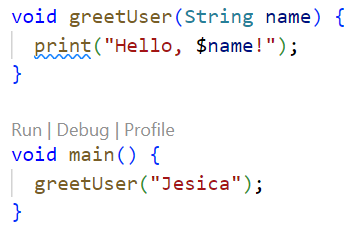 void greetUser(String name) {
  print("Hello, $name!");
}
Run | Debug | Profile
void main() {
  greetUser("Jesica");
}